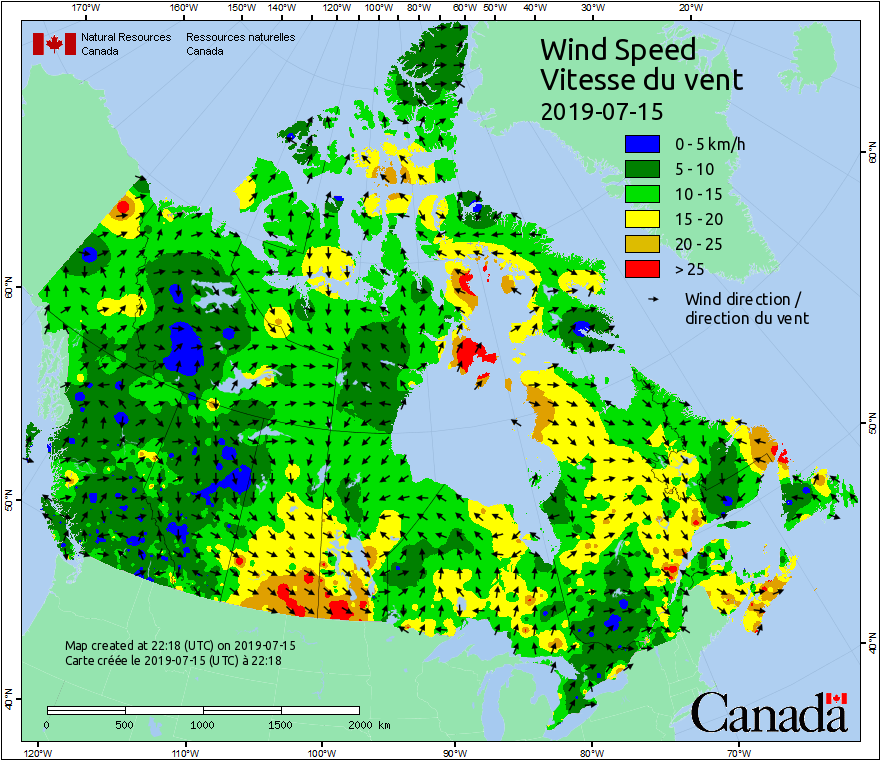 170°W 160°W 150°W 140°W 130°W 120°W 110°W 100°W 90°W 80°W 60°W 50°W 40°W 30°W 20°W
Natural Resources Ressources naturelles
Canada Canada
Wind Speed
Vitesse du vent
2019-07-15
0 - 5 km/h
5 - 10
10 - 15
15 - 20
20 - 25
> 25
Wind direction /
direction du vent
60°N
60°N
50°N
50°N
40°N
40°N
Map created at 22:18 (UTC) on 2019-07-15
Carte créée le 2019-07-15 (UTC) à 22:18
0 500 1000 1500 2000 km
Canada
120°W 110°W 100°W 90°W 80°W 70°W